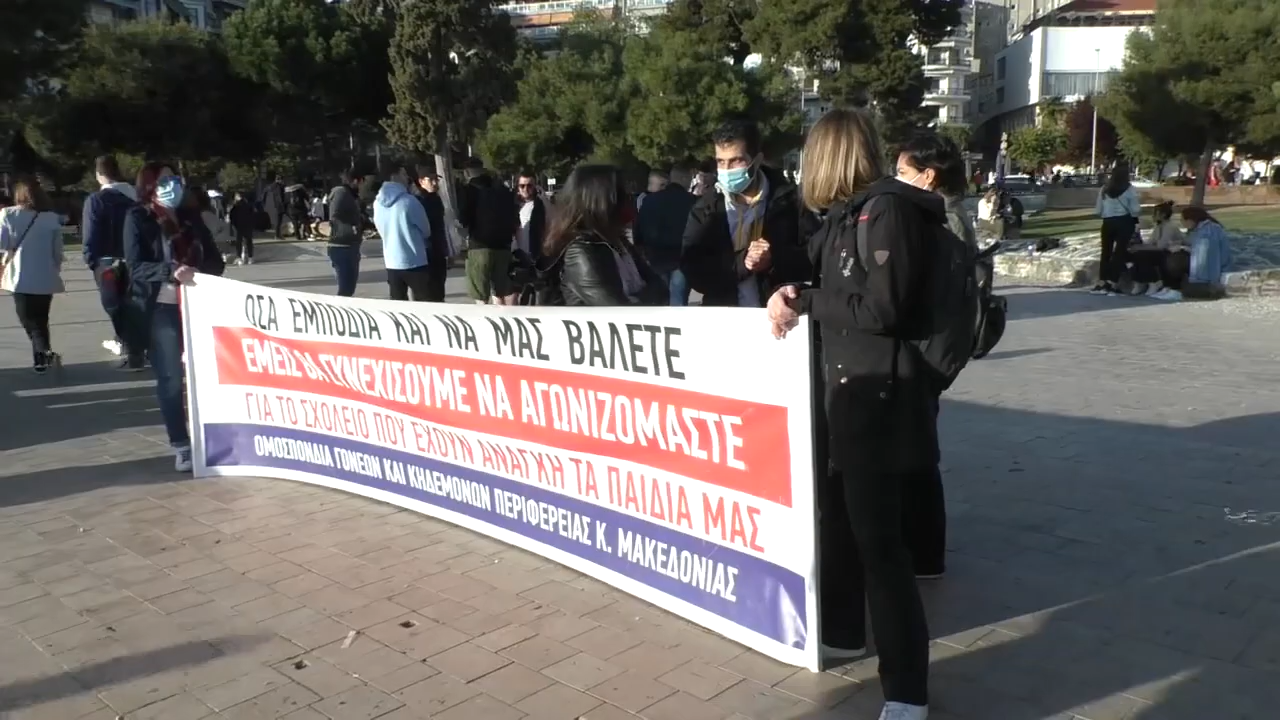 ΟΣΑ ΕΜΠΟΔΙΑ ΚΑΙ ΝΑ ΜΑΣ ΒΑΛΕΤΕ
ΕΜΕΙΣ ΘΑ ΣΥΝΕΧΙΣΟΥΜΕ ΝΑ ΑΓΩΝΙΖΟΜΑΣΤΕ
ΓΙΑ ΤΟ ΣΧΟΛΕΙΟ ΠΟΥ ΕΧΟΥΝ ΑΝΑΓΚΗ ΤΑ ΠΑΙΔΙΑ ΜΑΣ
ΟΜΟΣΠΟΝΔΙΑ ΓΟΝΕΩΝ ΚΑΙ ΚΗΔΕΜΟΝΩΝ ΠΕΡΙΦΕΡΕΙΑΣ Κ. ΜΑΚΕΔΟΝΙΑΣ